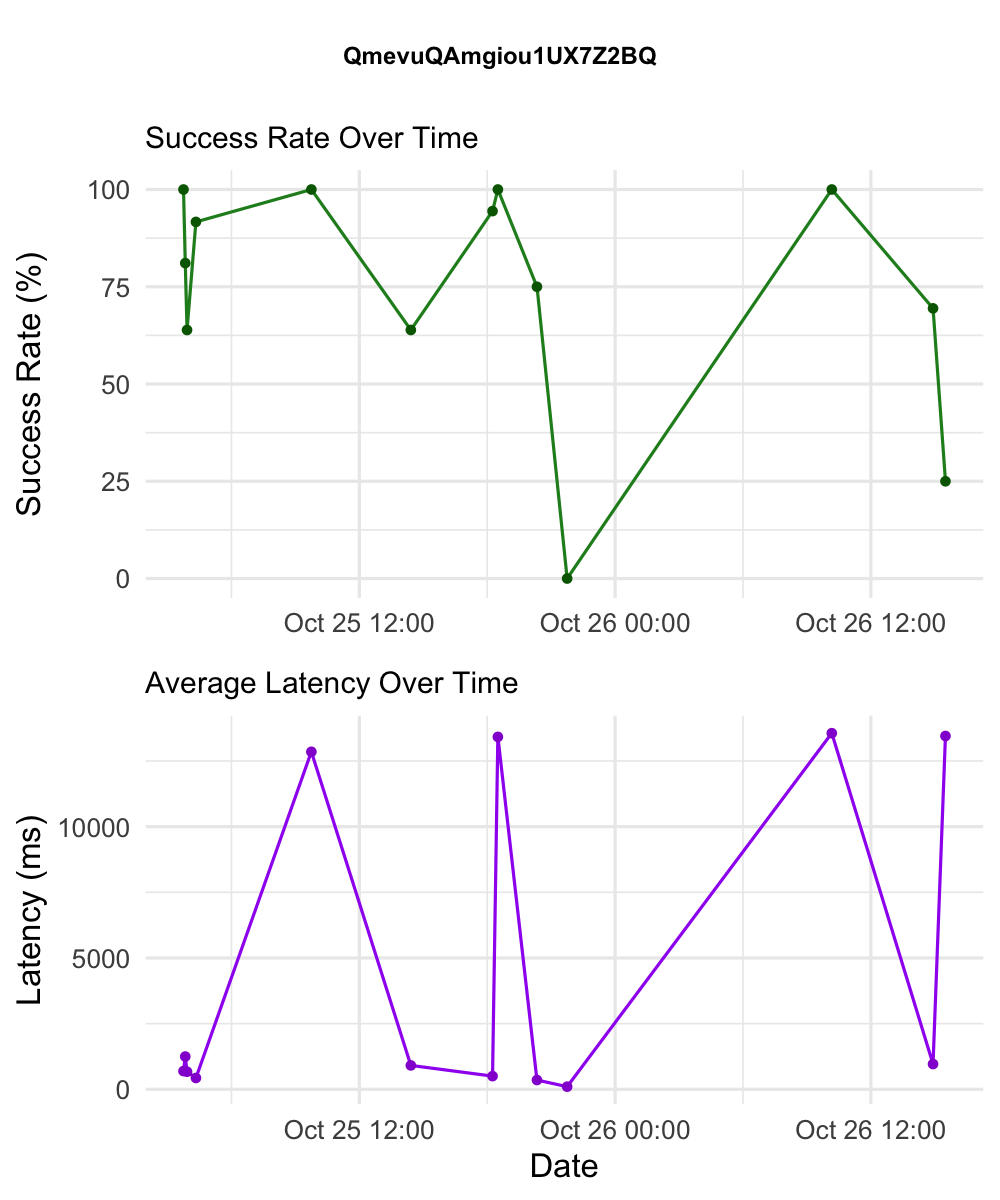 QmevuQAmgiou1UX7Z2BQ
Success Rate Over Time
Success Rate (%)
100
75
50
25
0
Oct 25 12:00 Oct 26 00:00 Oct 26 12:00
Average Latency Over Time
Latency (ms)
10000
5000
0
Oct 25 12:00 Oct 26 00:00 Oct 26 12:00
Date